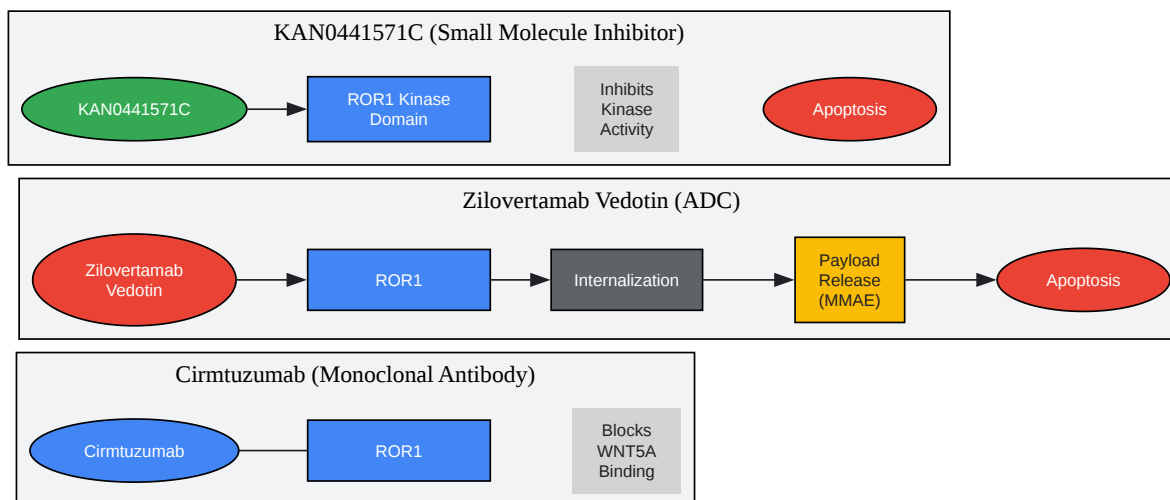 KAN0441571C (Small Molecule Inhibitor)
KAN0441571C
ROR1 Kinase
Domain
Inhibits
Kinase
Activity
Apoptosis
Zilovertamab Vedotin (ADC)
Zilovertamab
Vedotin
ROR1
Internalization
Payload
Release
(MMAE)
Apoptosis
Cirmtuzumab (Monoclonal Antibody)
Cirmtuzumab
ROR1
Blocks
WNT5A
Binding